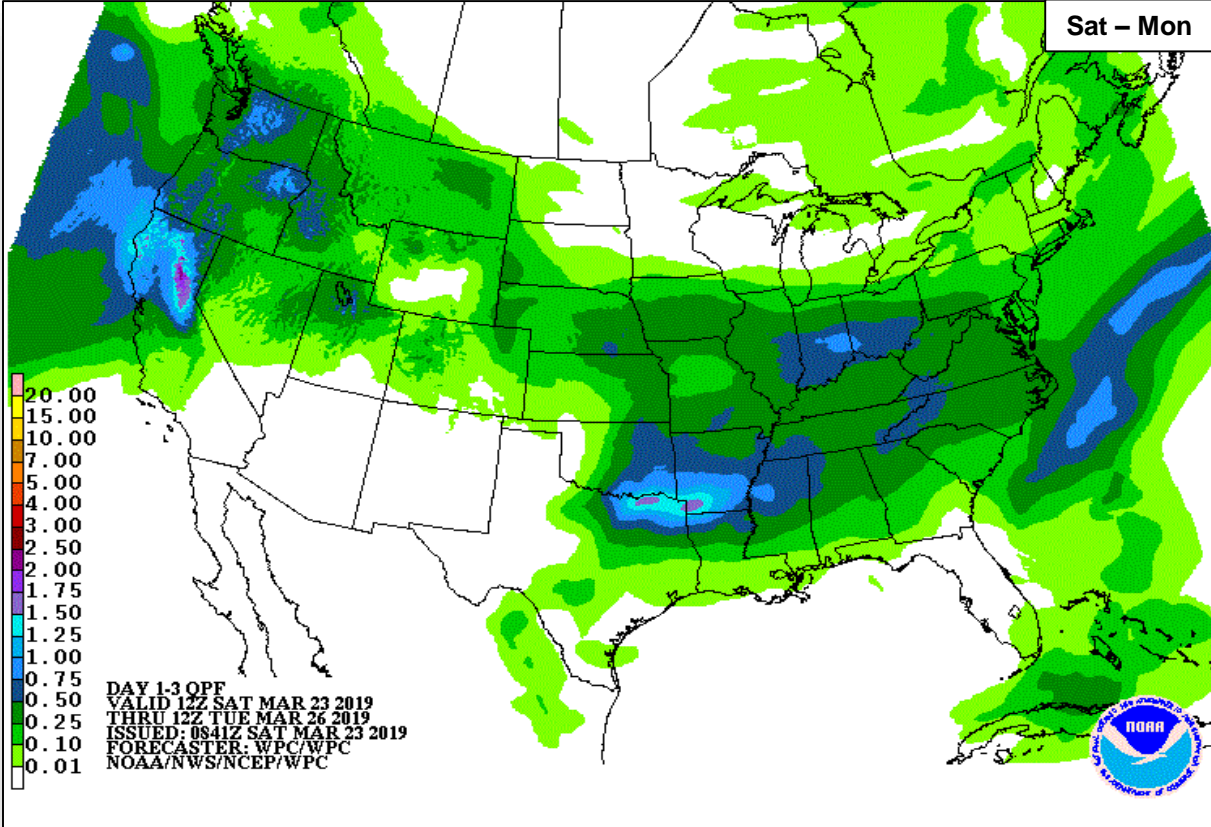 Sat – Mon
20.00
15.00
10.00
7.00
5.00
4.00
3.00
2.50
2.00
1.75
1.50
1.25
1.00
0.75
0.50
0.25
0.10
0.01
DAY 1-3 QPF
VALID 12Z SAT MAR 23 2019
THRU 12Z TUE MAR 26 2019
ISSUED: 0841Z SAT MAR 23 2019
FORECASTER: WPC/WPC
NOAA/NWS/NCEP/WPC
NOAA